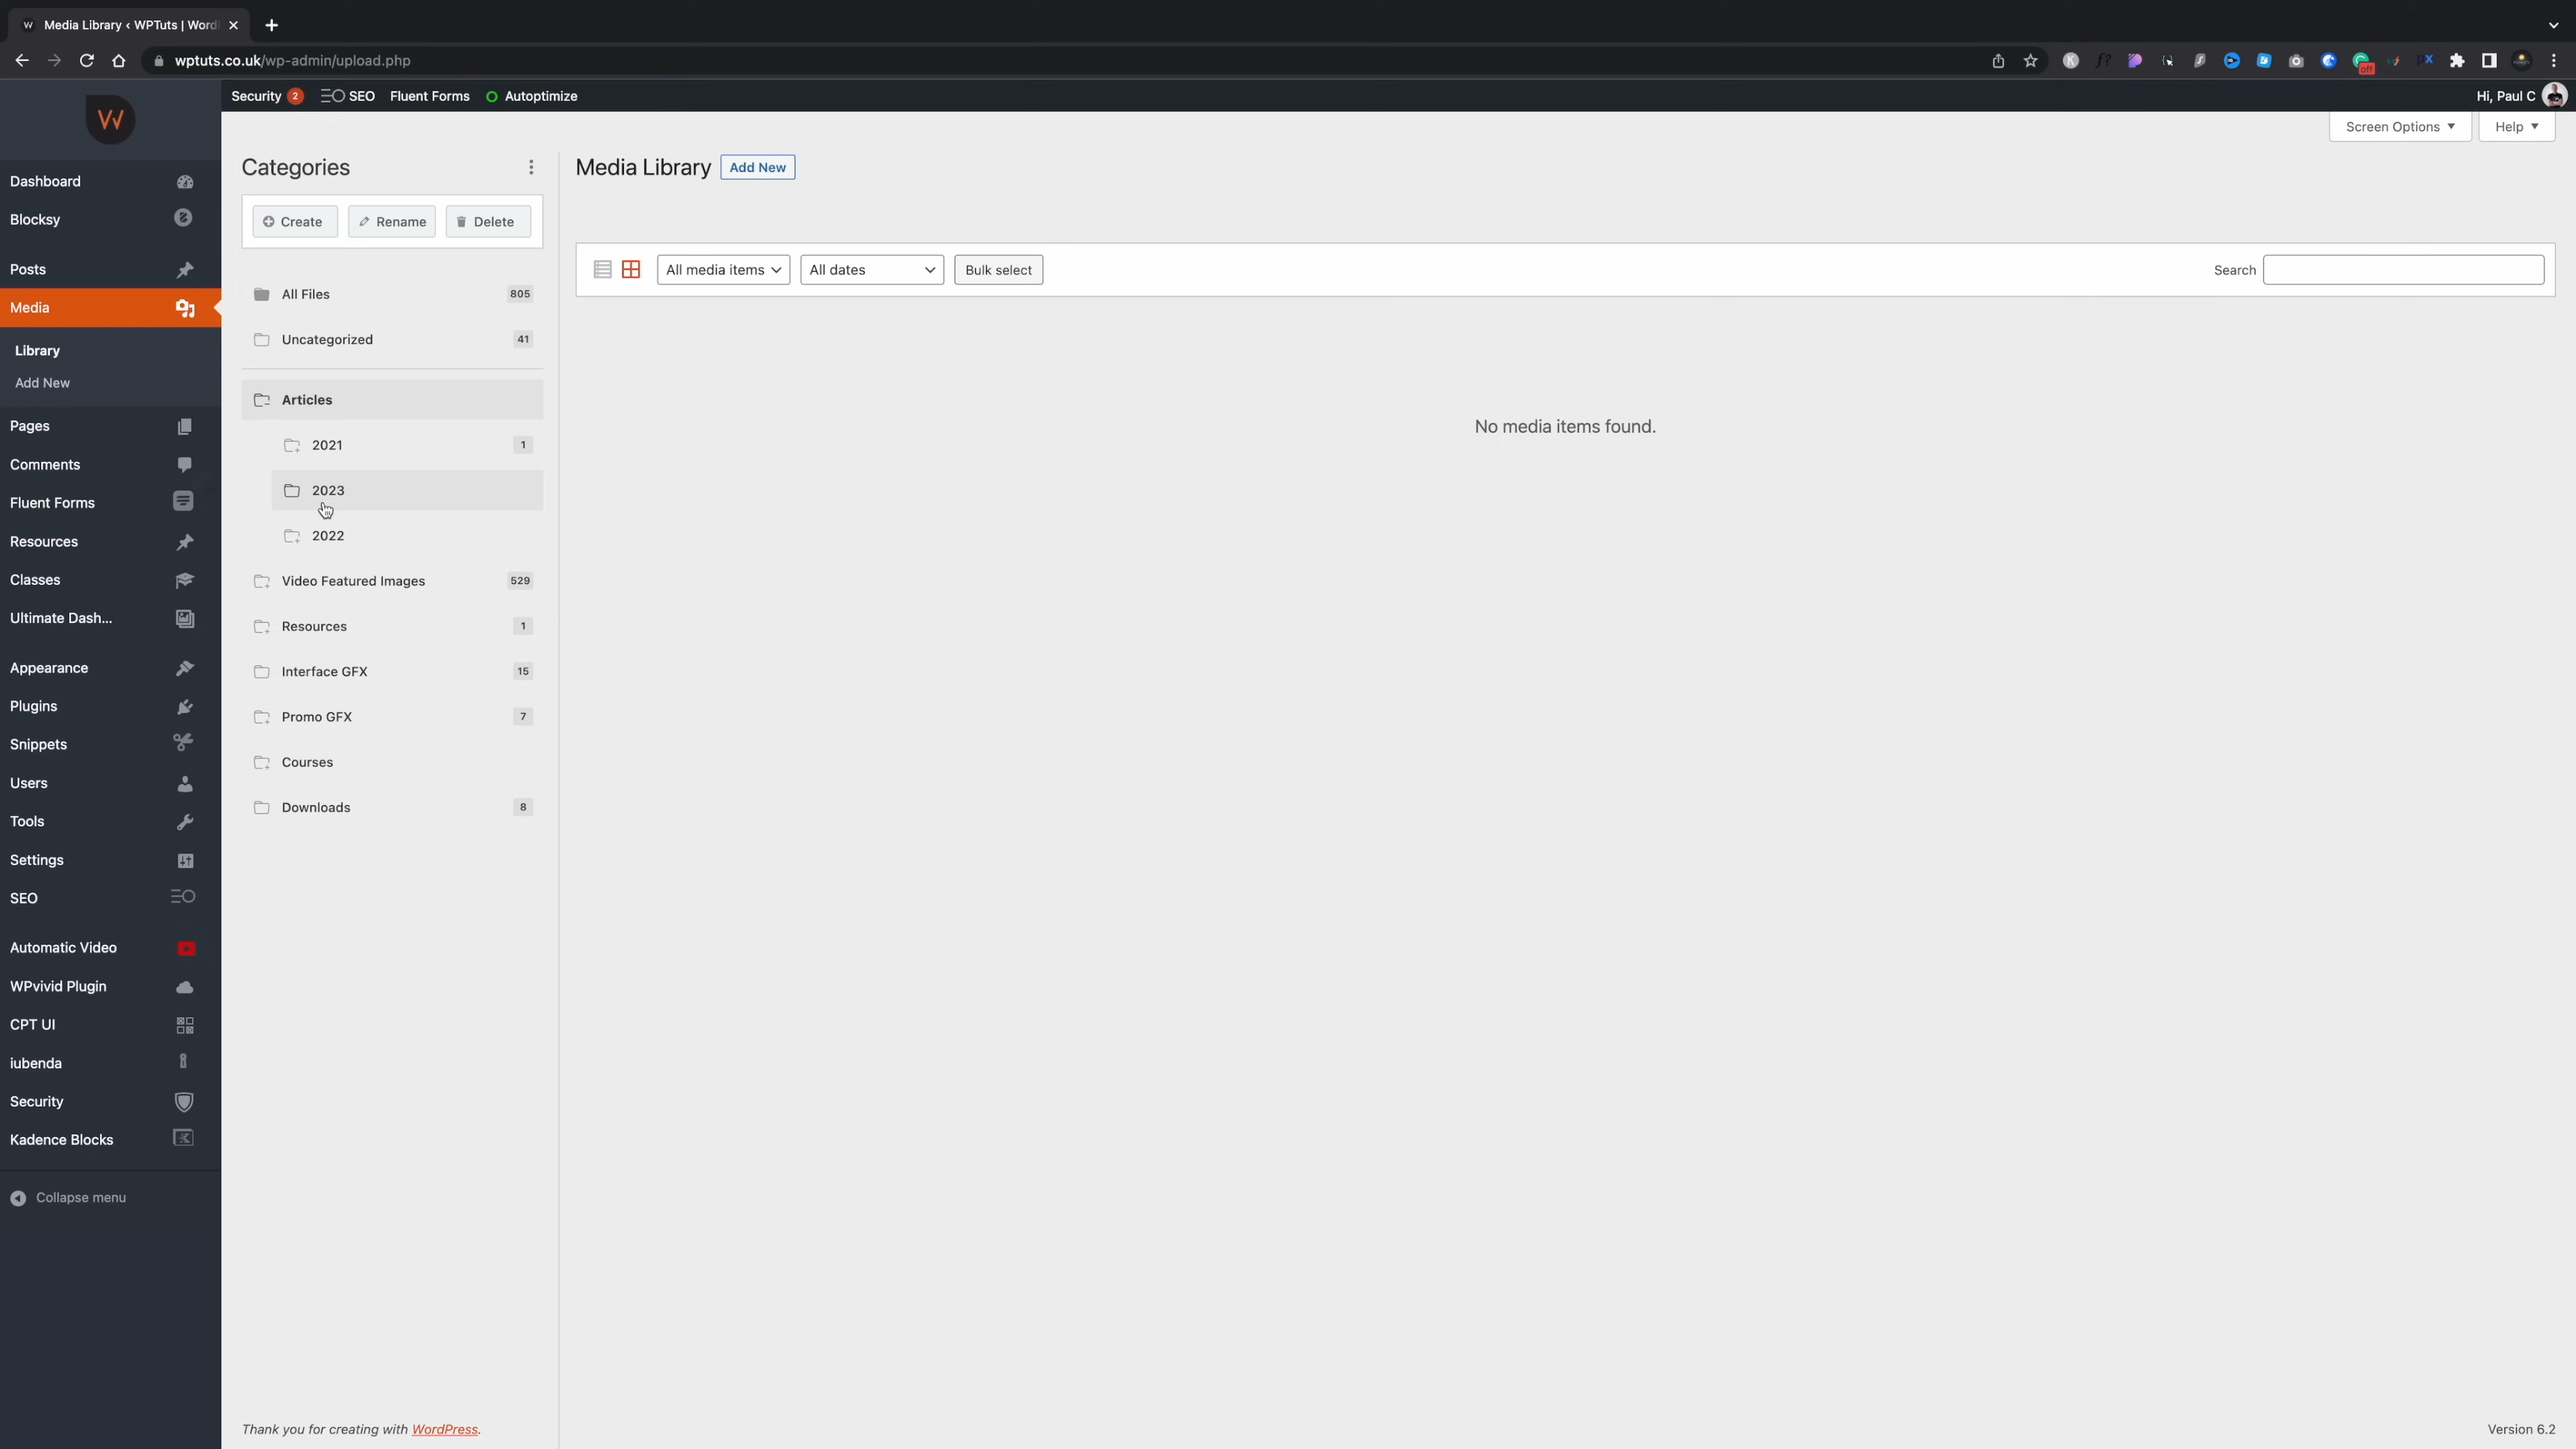 Media Library ‹ WPTuts | Word
wptuts.co.uk/wp-admin/upload.php
off
Security 2 SEO Fluent Forms Autoptimize
Hi, Paul C
Screen Options Help
W
Dashboard
Blocksy
Posts
Media
Library
Add New
Pages
Comments
Fluent Forms
Resources
Classes
Ultimate Dash...
Appearance
Plugins
Snippets
Users
Tools
Settings
SEO
Automatic Video
WPvivid Plugin
CPT UI
iubenda
Security
Kadence Blocks
Collapse menu
Categories
Create Rename Delete
All Files 805
Uncategorized 41
Articles
2021 1
2023
2022
Video Featured Images 529
Resources 1
Interface GFX 15
Promo GFX 7
Courses
Downloads 8
Media Library Add New
All media items All dates Bulk select
Search
No media items found.
Thank you for creating with WordPress.
Version 6.2